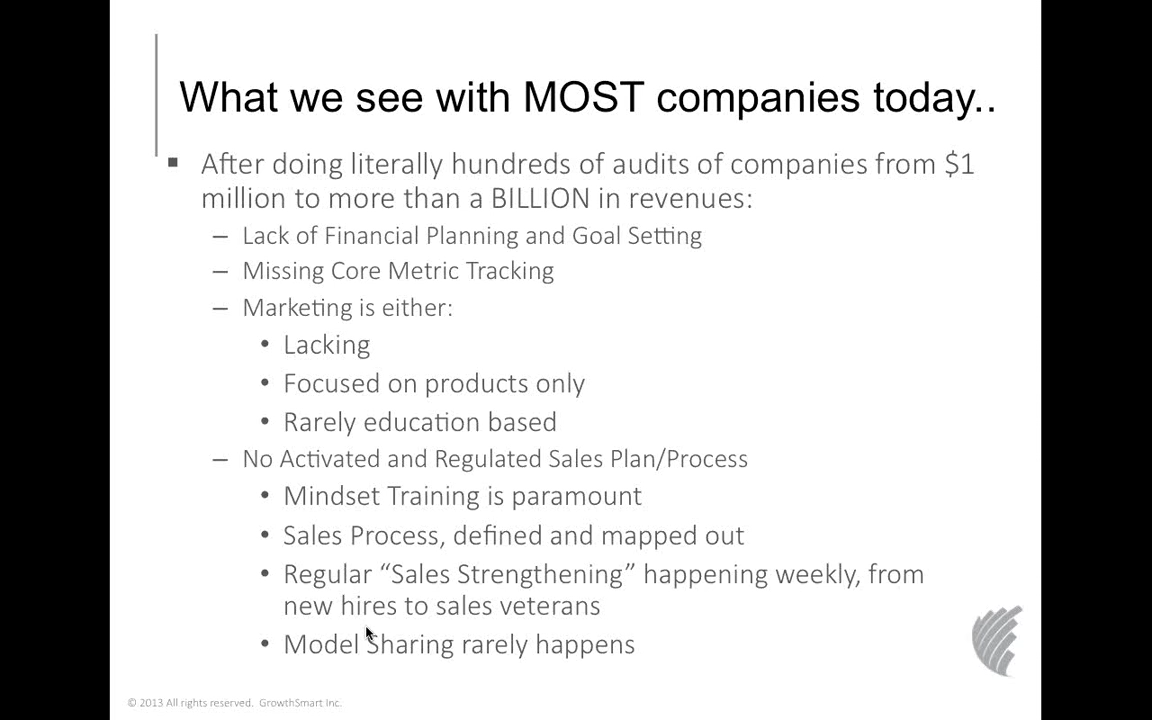 What we see with MOST companies today..
▪ After doing literally hundreds of audits of companies from $1
million to more than a BILLION in revenues:
– Lack of Financial Planning and Goal Setting
– Missing Core Metric Tracking
– Marketing is either:
• Lacking
• Focused on products only
• Rarely education based
– No Activated and Regulated Sales Plan/Process
• Mindset Training is paramount
• Sales Process, defined and mapped out
• Regular “Sales Strengthening” happening weekly, from
new hires to sales veterans
• Model Sharing rarely happens
© 2013 All rights reserved. GrowthSmart Inc.